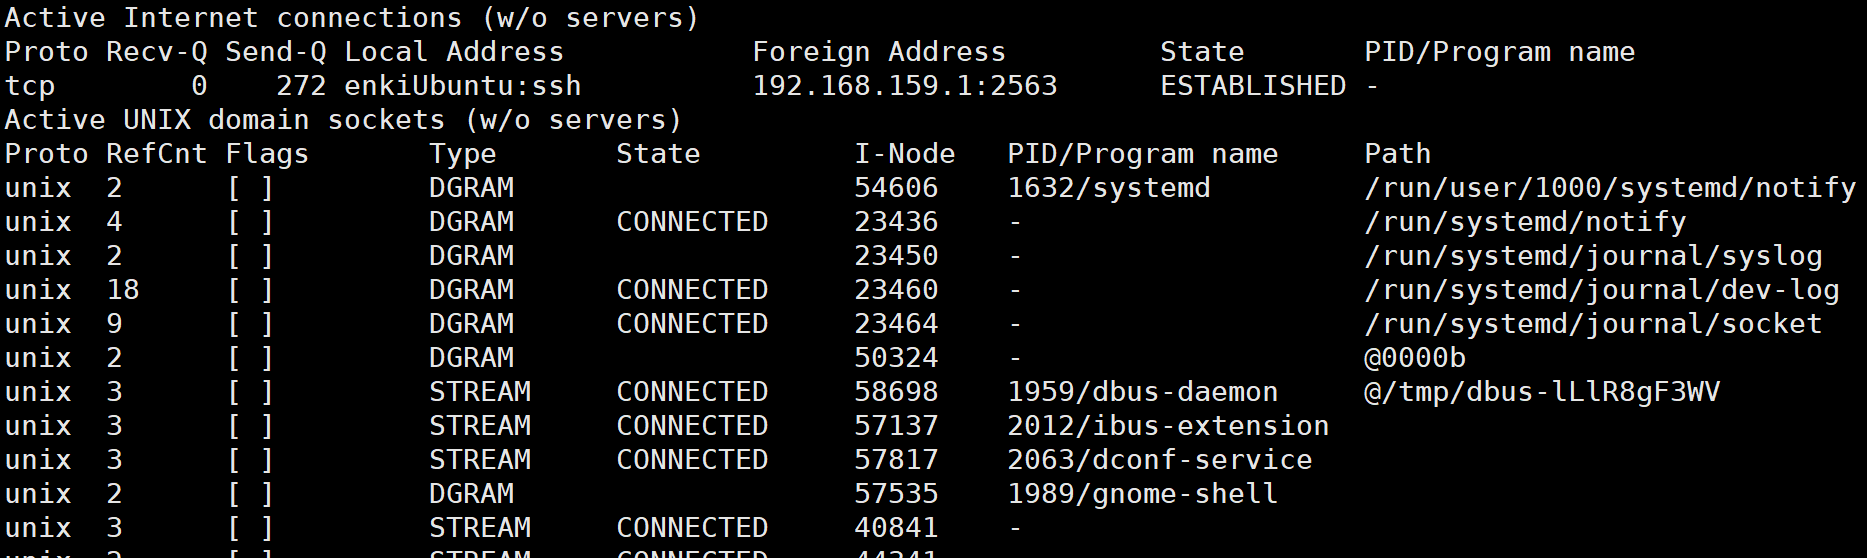 Active Internet connections (w/o servers)
Proto Recv-Q Send-Q Local Address           Foreign Address         State       PID/Program name
tcp        0    272 enkiUbuntu:ssh          192.168.159.1:2563      ESTABLISHED -
Active UNIX domain sockets (w/o servers)
Proto RefCnt Flags       Type       State         I-Node   PID/Program name     Path
unix  2      [ ]         DGRAM                    54606    1632/systemd         /run/user/1000/systemd/notify
unix  4      [ ]         DGRAM      CONNECTED     23436    -                    /run/systemd/notify
unix  2      [ ]         DGRAM                    23450    -                    /run/systemd/journal/syslog
unix  18     [ ]         DGRAM      CONNECTED     23460    -                    /run/systemd/journal/dev-log
unix  9      [ ]         DGRAM      CONNECTED     23464    -                    /run/systemd/journal/socket
unix  2      [ ]         DGRAM                    50324    -                    @0000b
unix  3      [ ]         STREAM     CONNECTED     58698    1959/dbus-daemon     @/tmp/dbus-lLlR8gF3WV
unix  3      [ ]         STREAM     CONNECTED     57137    2012/ibus-extension
unix  3      [ ]         STREAM     CONNECTED     57817    2063/dconf-service
unix  2      [ ]         DGRAM                    57535    1989/gnome-shell
unix  3      [ ]         STREAM     CONNECTED     40841    -